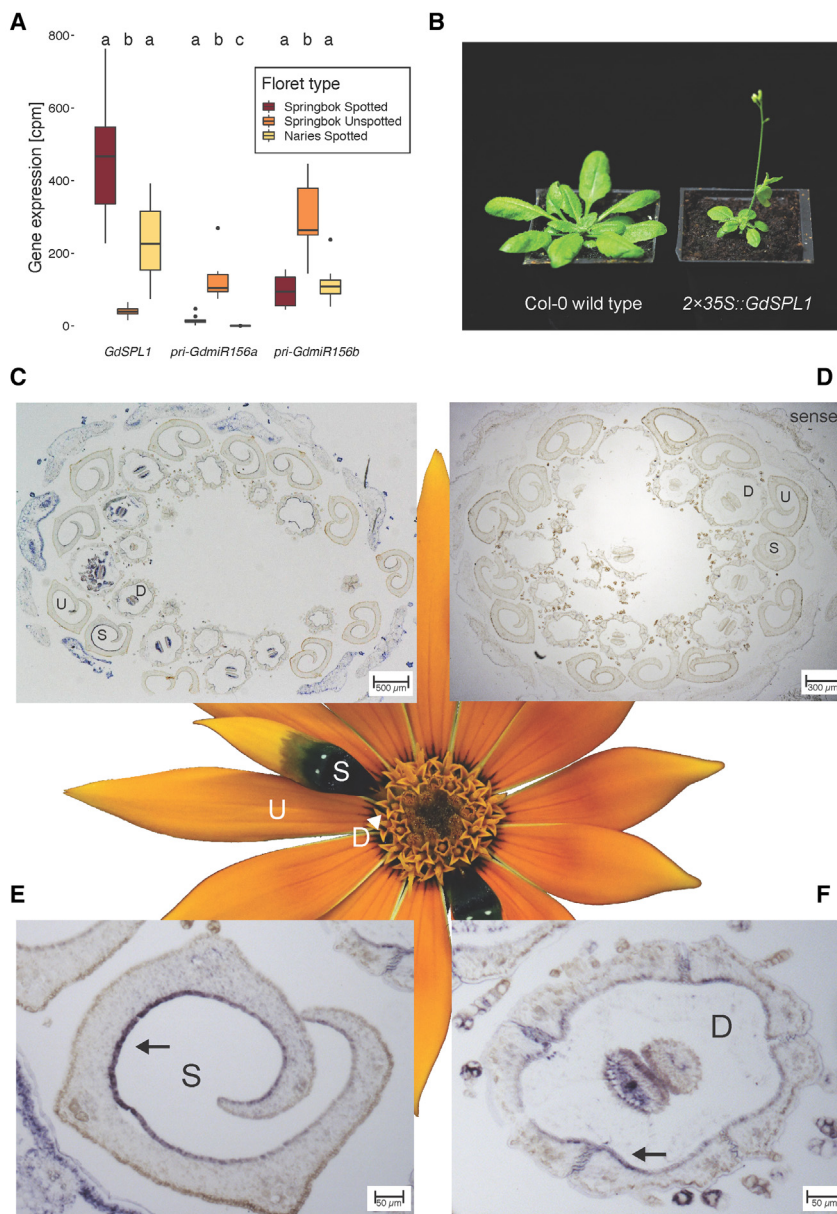 A
B
800
600
400
200
0
Gene expression [cpm]
a b a a b c a b a
Floret type
Springbok Spotted
Springbok Unspotted
Naries Spotted
GdSPL1 pri-GdmiR156a pri-GdmiR156b
Col-0 wild type
2×35S::GdSPL1
C
D
sense
D
U
S
U
D
S
500 µm
300 µm
S
U
D
E
F
S
D
50 µm
50 µm